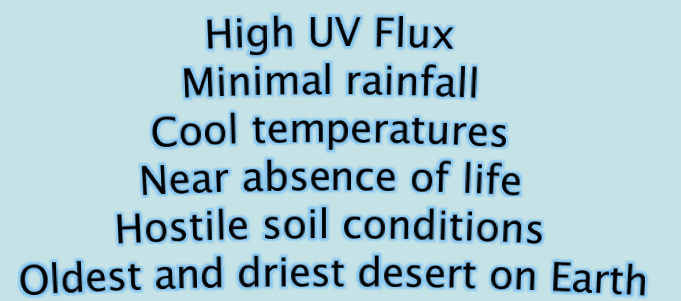 High UV Flux
Minimal rainfall
Cool temperatures
Near absence of life
Hostile soil conditions
Oldest and driest desert on Earth